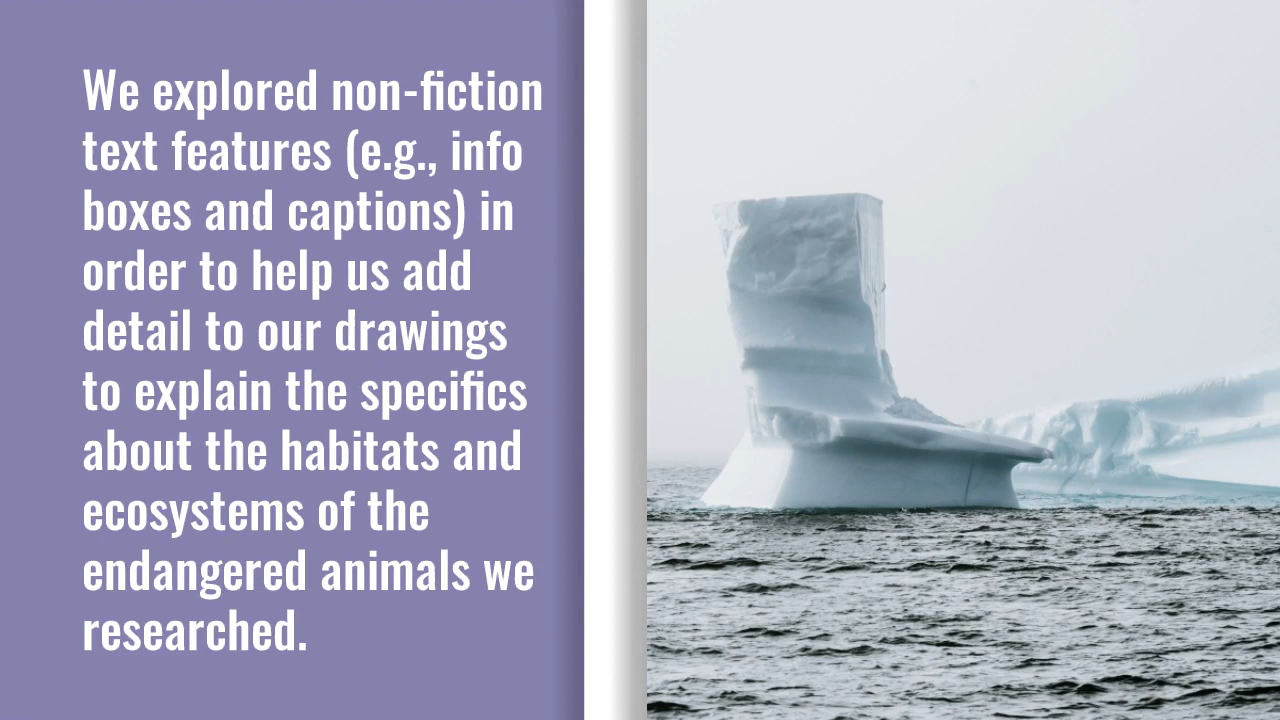 We explored non-fiction
text features (e.g., info
boxes and captions) in
order to help us add
detail to our drawings
to explain the specifics
about the habitats and
ecosystems of the
endangered animals we
researched.